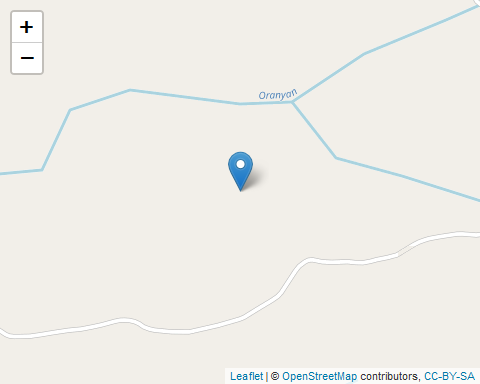 +
−
Oranyan
Leaflet | © OpenStreetMap contributors, CC-BY-SA